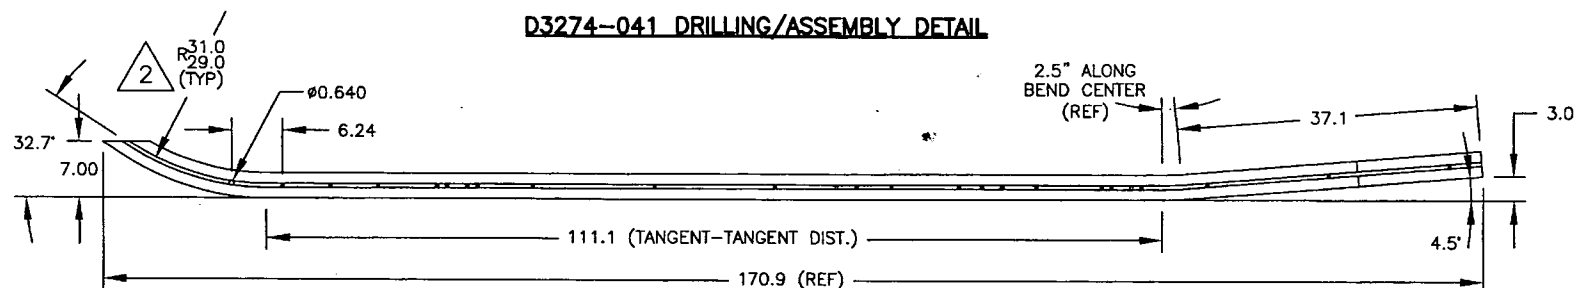 D3274-041 DRILLING/ASSEMBLY DETAIL
2
R31.0
29.0
(TYP)
ø0.640
6.24
2.5" ALONG
BEND CENTER
(REF)
37.1
3.0
32.7°
7.00
111.1 (TANGENT-TANGENT DIST.)
4.5°
170.9 (REF)